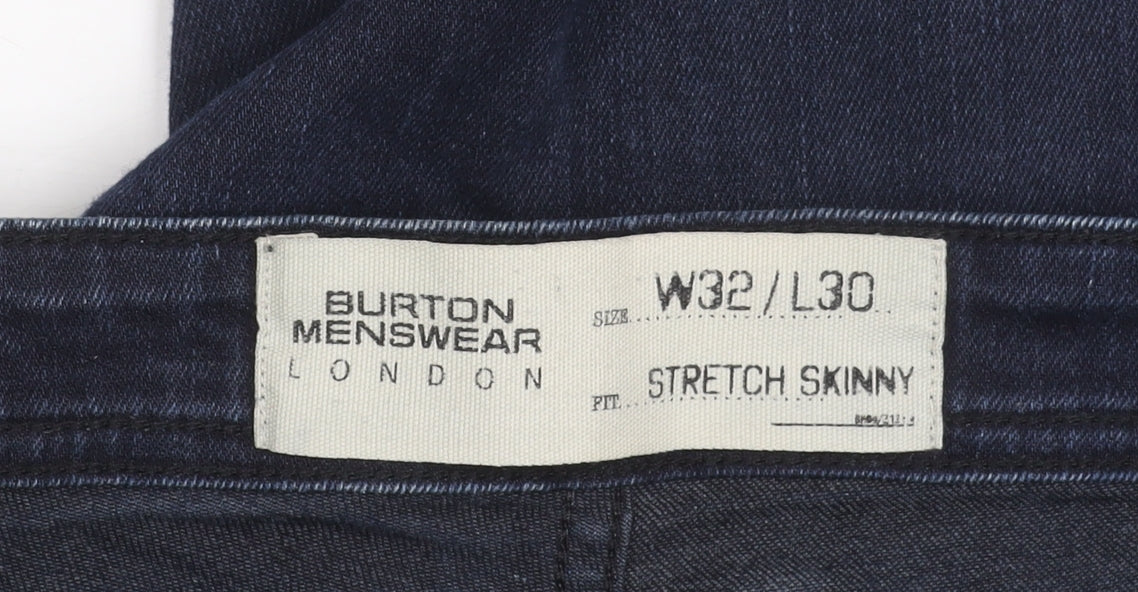 BURTON
MENSWEAR
LONDON
SIZE W32/L30
FIT STRETCH SKINNY